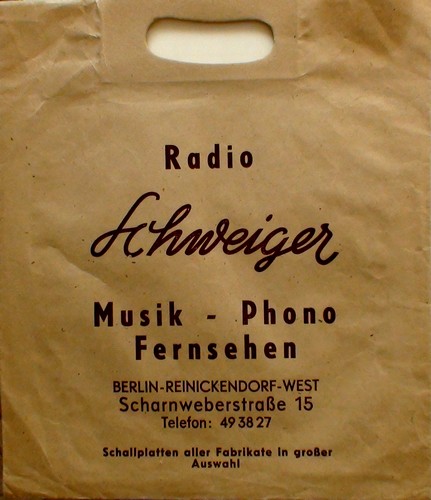 Radio
Schweiger
Musik - Phono
Fernsehen
BERLIN-REINICKENDORF-WEST
Scharnweberstraße 15
Telefon: 49 38 27
Schallplatten aller Fabrikate in großer
Auswahl